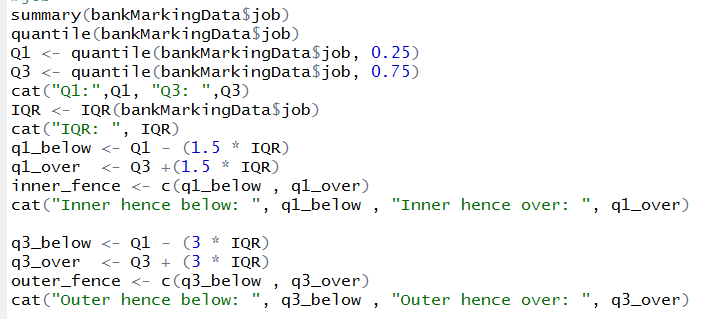 summary(bankMarkingData$job)
quantile(bankMarkingData$job)
Q1 <- quantile(bankMarkingData$job, 0.25)
Q3 <- quantile(bankMarkingData$job, 0.75)
cat("Q1:",Q1, "Q3: ",Q3)
IQR <- IQR(bankMarkingData$job)
cat("IQR: ", IQR)
q1_below <- Q1 - (1.5 * IQR)
q1_over  <- Q3 +(1.5 * IQR)
inner_fence <- c(q1_below , q1_over)
cat("Inner hence below: ", q1_below , "Inner hence over: ", q1_over)
q3_below <- Q1 - (3 * IQR)
q3_over  <- Q3 + (3 * IQR)
outer_fence <- c(q3_below , q3_over)
cat("Outer hence below: ", q3_below , "Outer hence over: ", q3_over)